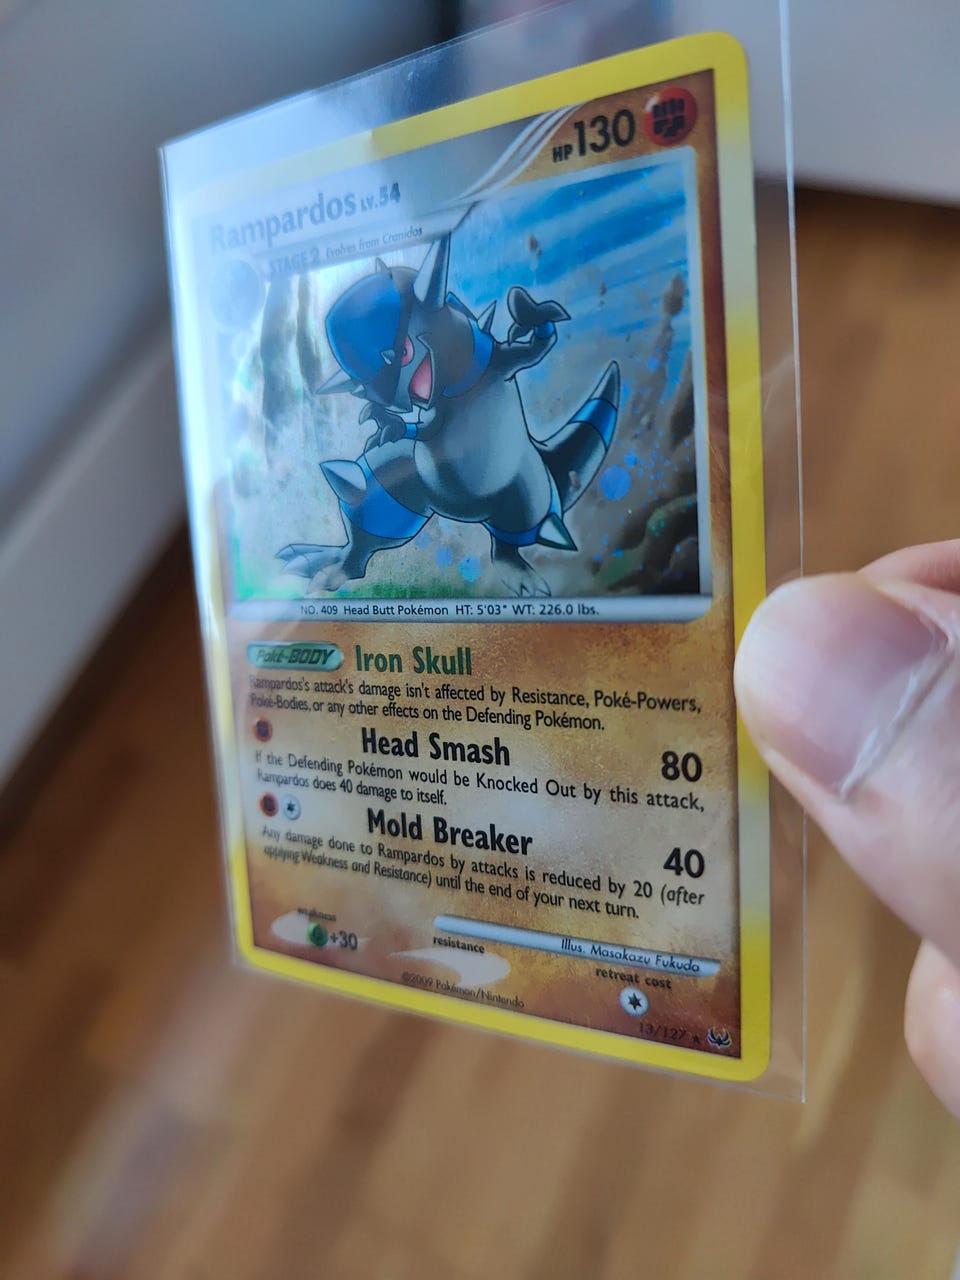 Rampardos LV.54
HP 130
STAGE 2 Evolves from Cranidos
NO. 409 Head Butt Pokémon HT: 5'03" WT: 226.0 lbs.
Poké-BODY Iron Skull
Rampardos's attack's damage isn't affected by Resistance, Poké-Powers,
Poké-Bodies, or any other effects on the Defending Pokémon.
Head Smash 80
If the Defending Pokémon would be Knocked Out by this attack,
Rampardos does 40 damage to itself.
Mold Breaker 40
Any damage done to Rampardos by attacks is reduced by 20 (after
applying Weakness and Resistance) until the end of your next turn.
weakness
+30
resistance
Illus. Masakazu Fukuda
retreat cost
©2009 Pokémon/Nintendo
13/127 ★